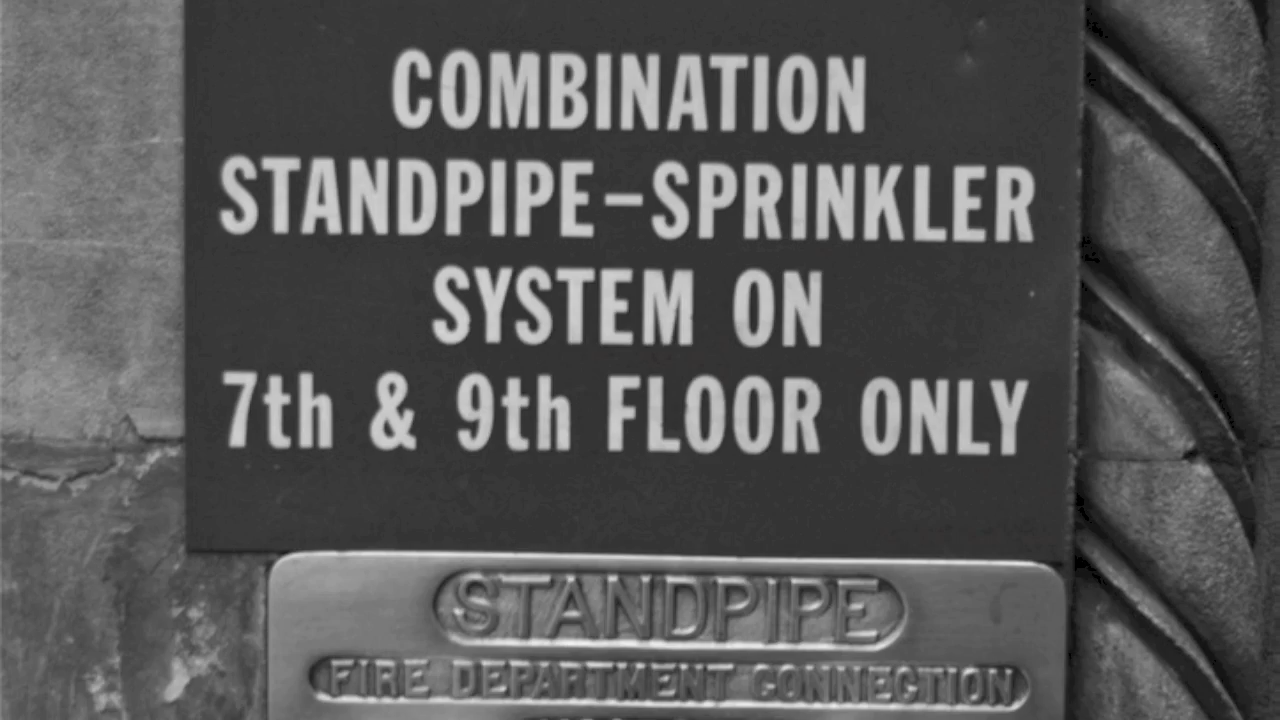 COMBINATION
STANDPIPE-SPRINKLER
SYSTEM ON
7th & 9th FLOOR ONLY
STANDPIPE
FIRE DEPARTMENT CONNECTION